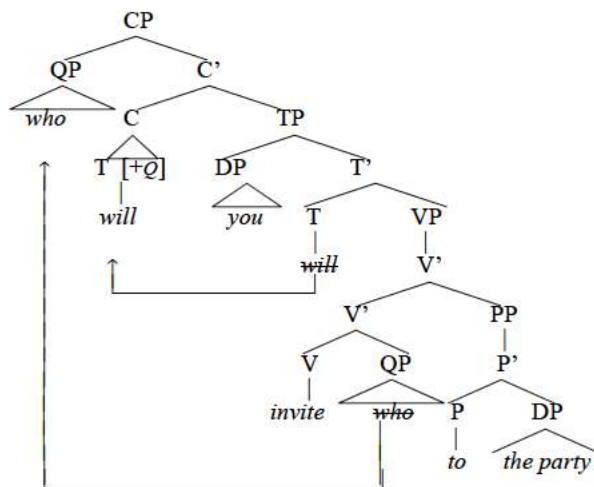 CP
QP C'
who C TP
T [+Q] DP T'
will you T VP
will V'
V' PP
V QP P'
invite who P DP
to the party